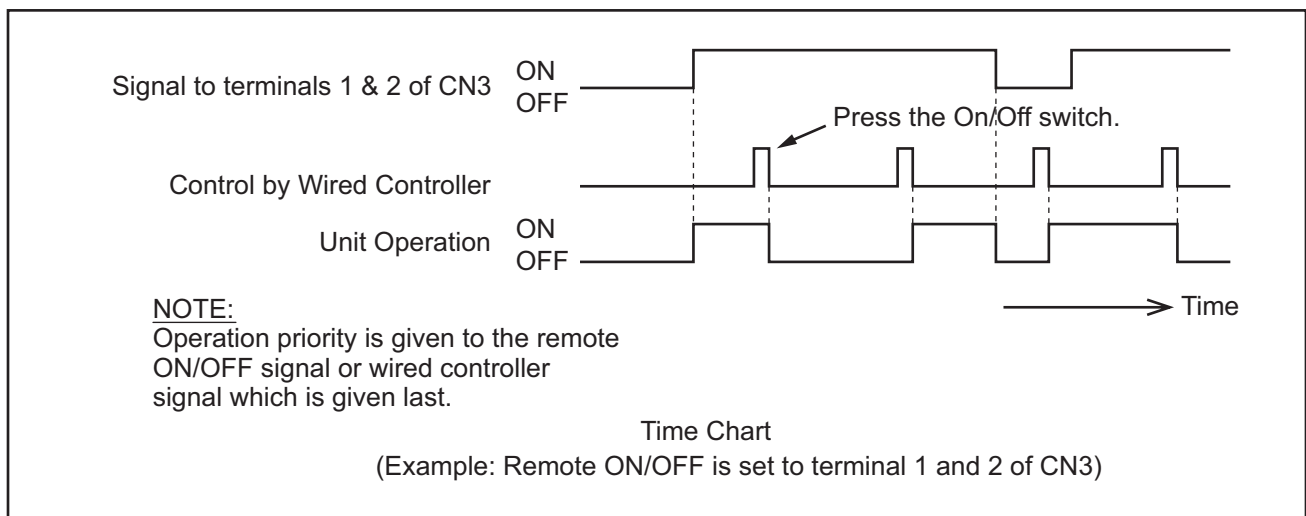 Signal to terminals 1 & 2 of CN3
ON
OFF
Press the On/Off switch.
Control by Wired Controller
Unit Operation
ON
OFF
Time
NOTE:
Operation priority is given to the remote
ON/OFF signal or wired controller
signal which is given last.
Time Chart
(Example: Remote ON/OFF is set to terminal 1 and 2 of CN3)